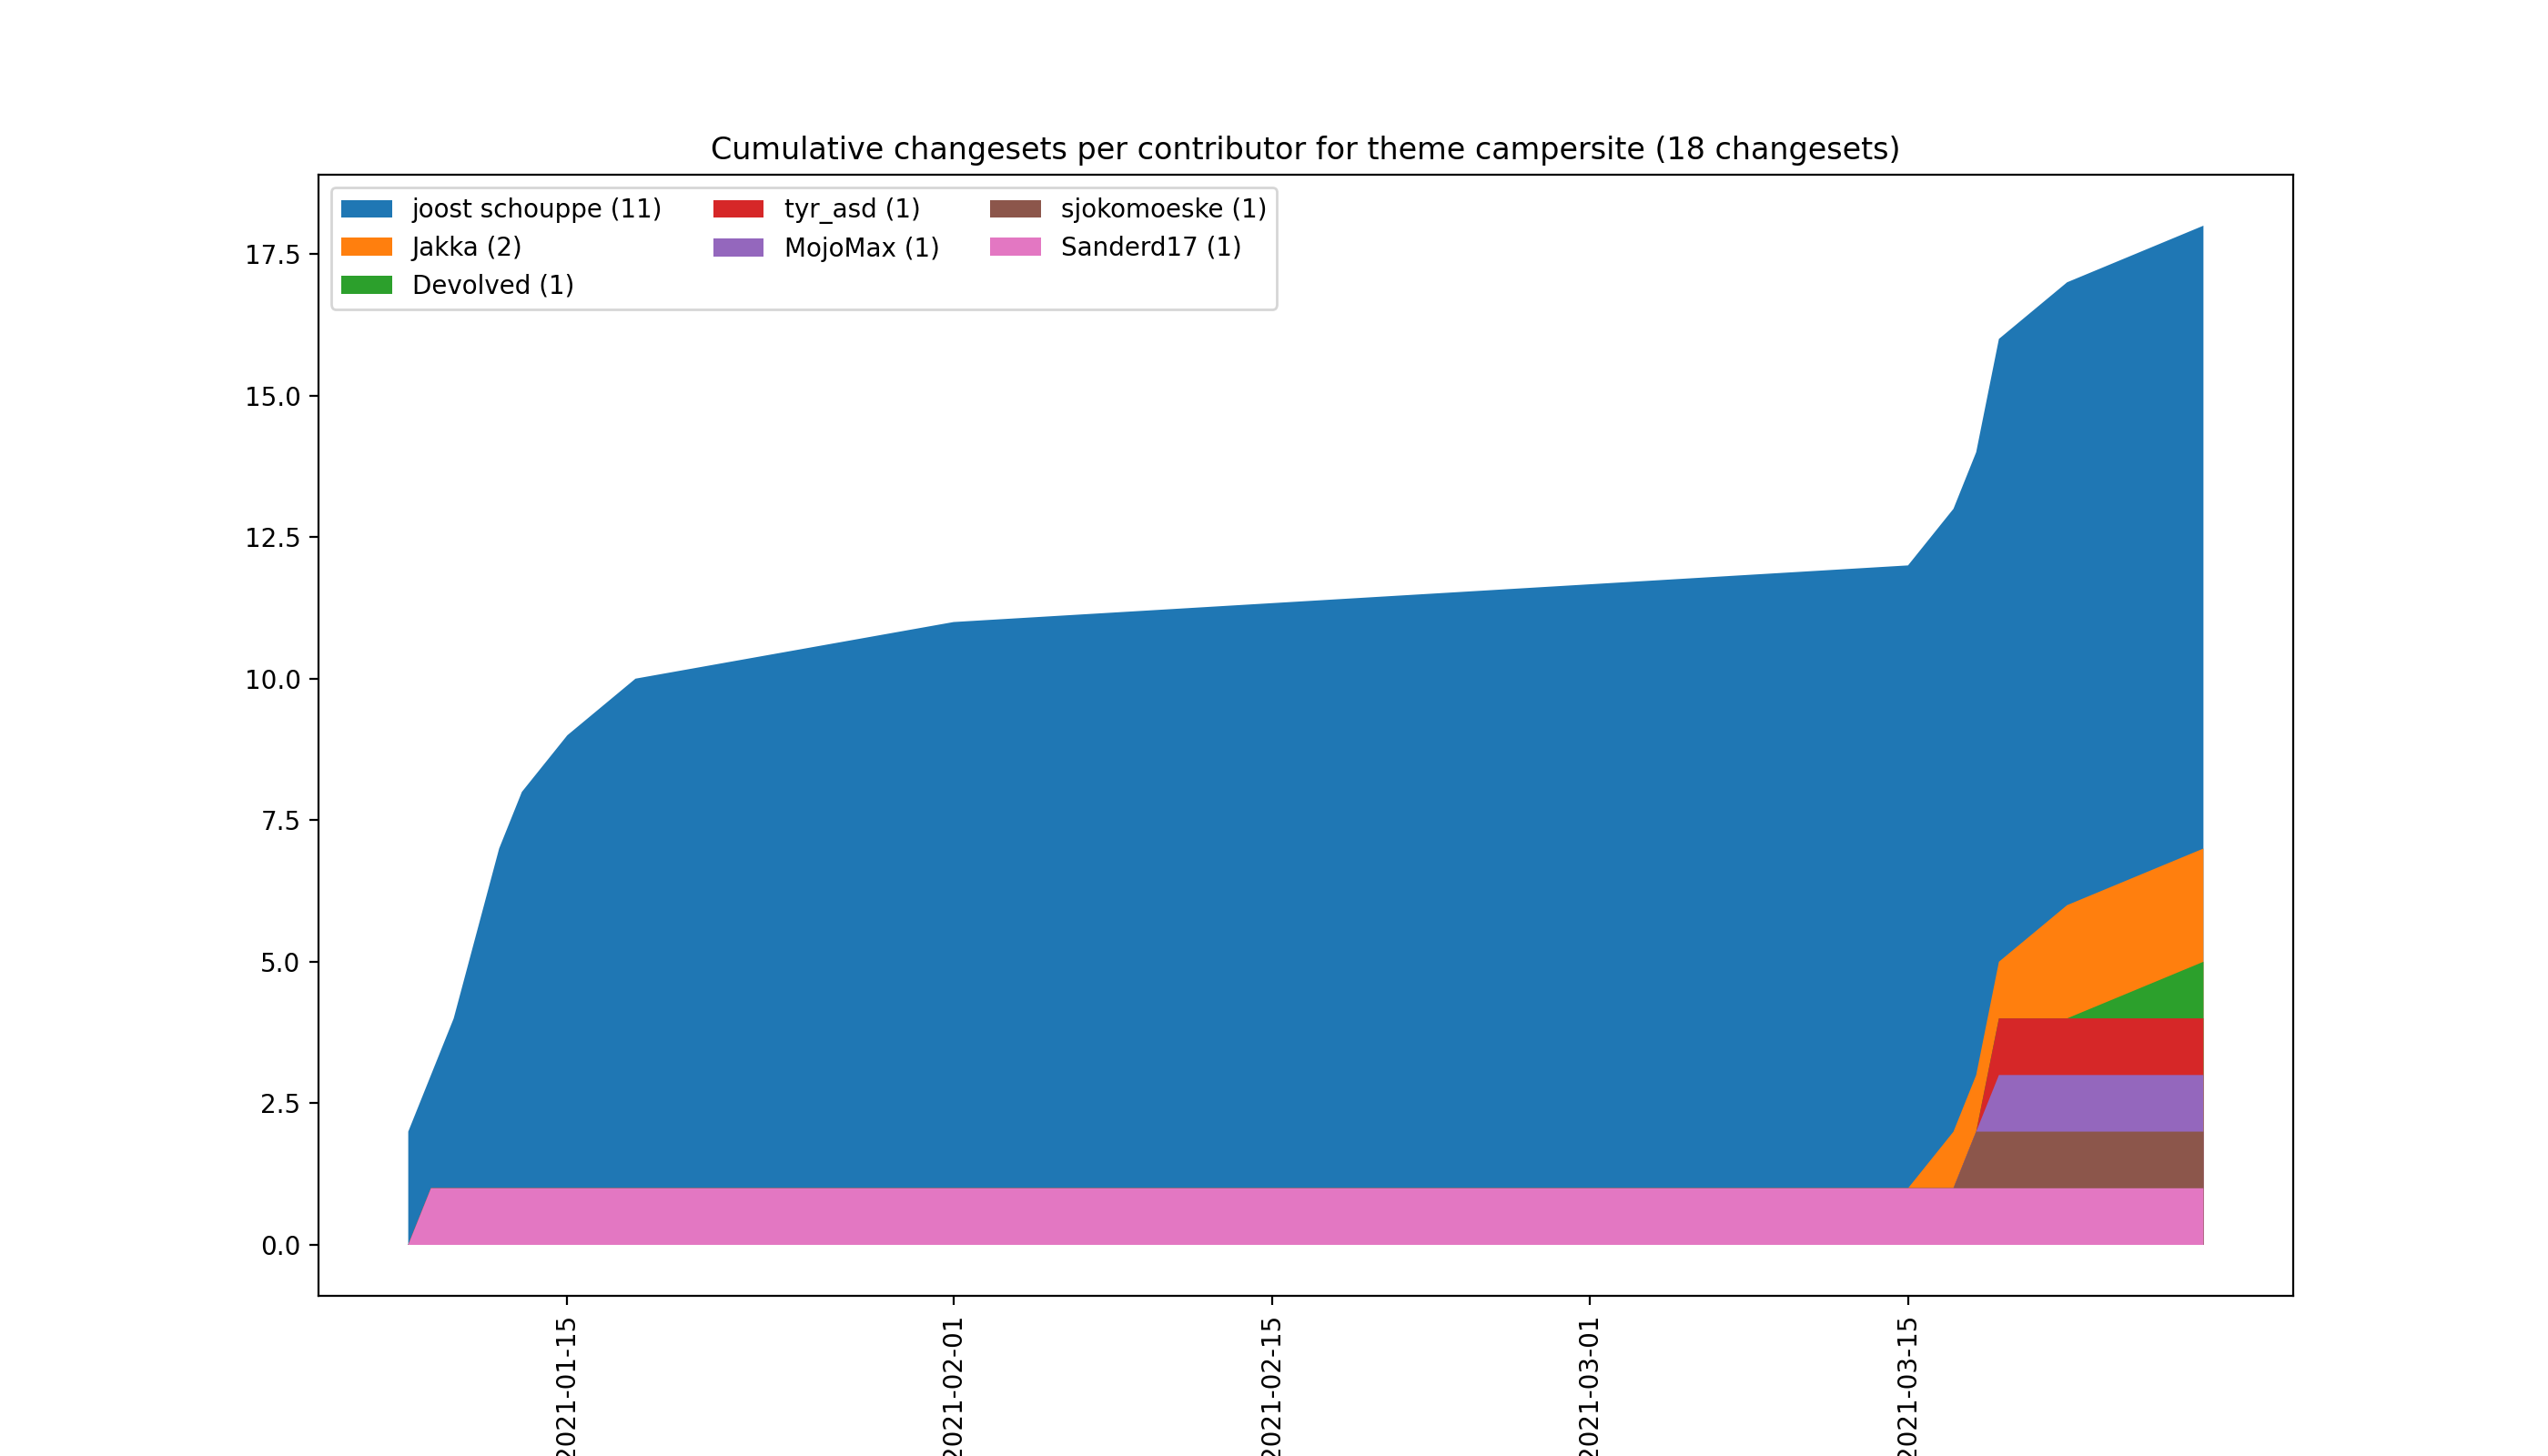 Cumulative changesets per contributor for theme campersite (18 changesets)
joost schouppe (11)
Jakka (2)
Devolved (1)
tyr_asd (1)
MojoMax (1)
sjokomoeske (1)
Sanderd17 (1)
17.5
15.0
12.5
10.0
7.5
5.0
2.5
0.0
2021-01-15
2021-02-01
2021-02-15
2021-03-01
2021-03-15